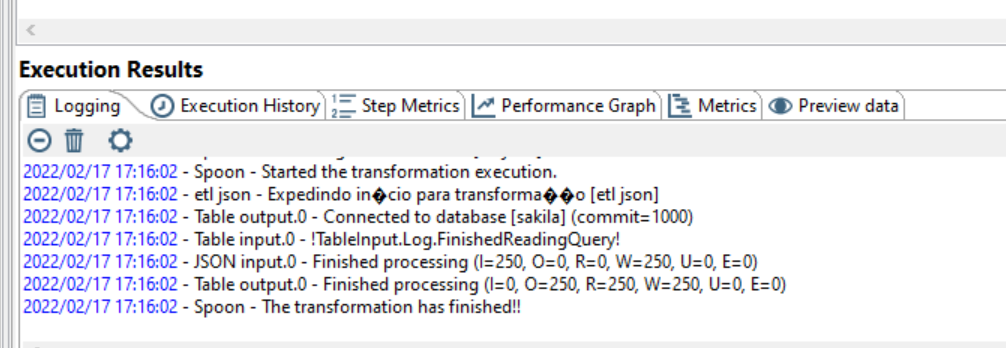 Execution Results
Logging Execution History Step Metrics Performance Graph Metrics Preview data
2022/02/17 17:16:02 - Spoon - Started the transformation execution.
2022/02/17 17:16:02 - etl json - Expedindo in�cio para transforma��o [etl json]
2022/02/17 17:16:02 - Table output.0 - Connected to database [sakila] (commit=1000)
2022/02/17 17:16:02 - Table input.0 - !TableInput.Log.FinishedReadingQuery!
2022/02/17 17:16:02 - JSON input.0 - Finished processing (I=250, O=0, R=0, W=250, U=0, E=0)
2022/02/17 17:16:02 - Table output.0 - Finished processing (I=0, O=250, R=250, W=250, U=0, E=0)
2022/02/17 17:16:02 - Spoon - The transformation has finished!!